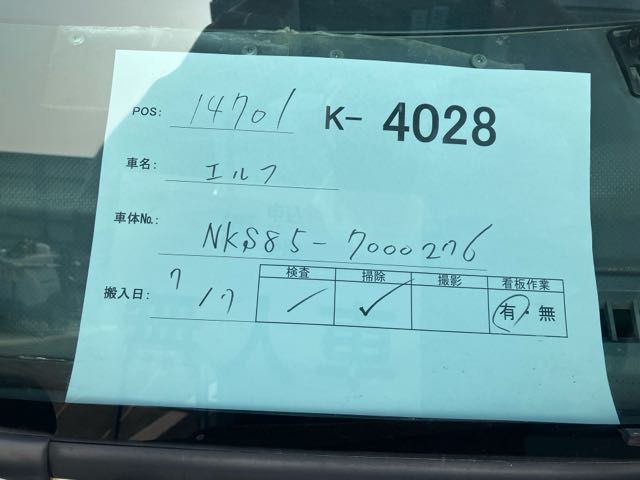 POS: 14701 K- 4028
車名: エルフ
車体No.: NKS85-7000276
搬入日: 7/7
検査 掃除 撮影 看板作業
／ ✓ 有・無